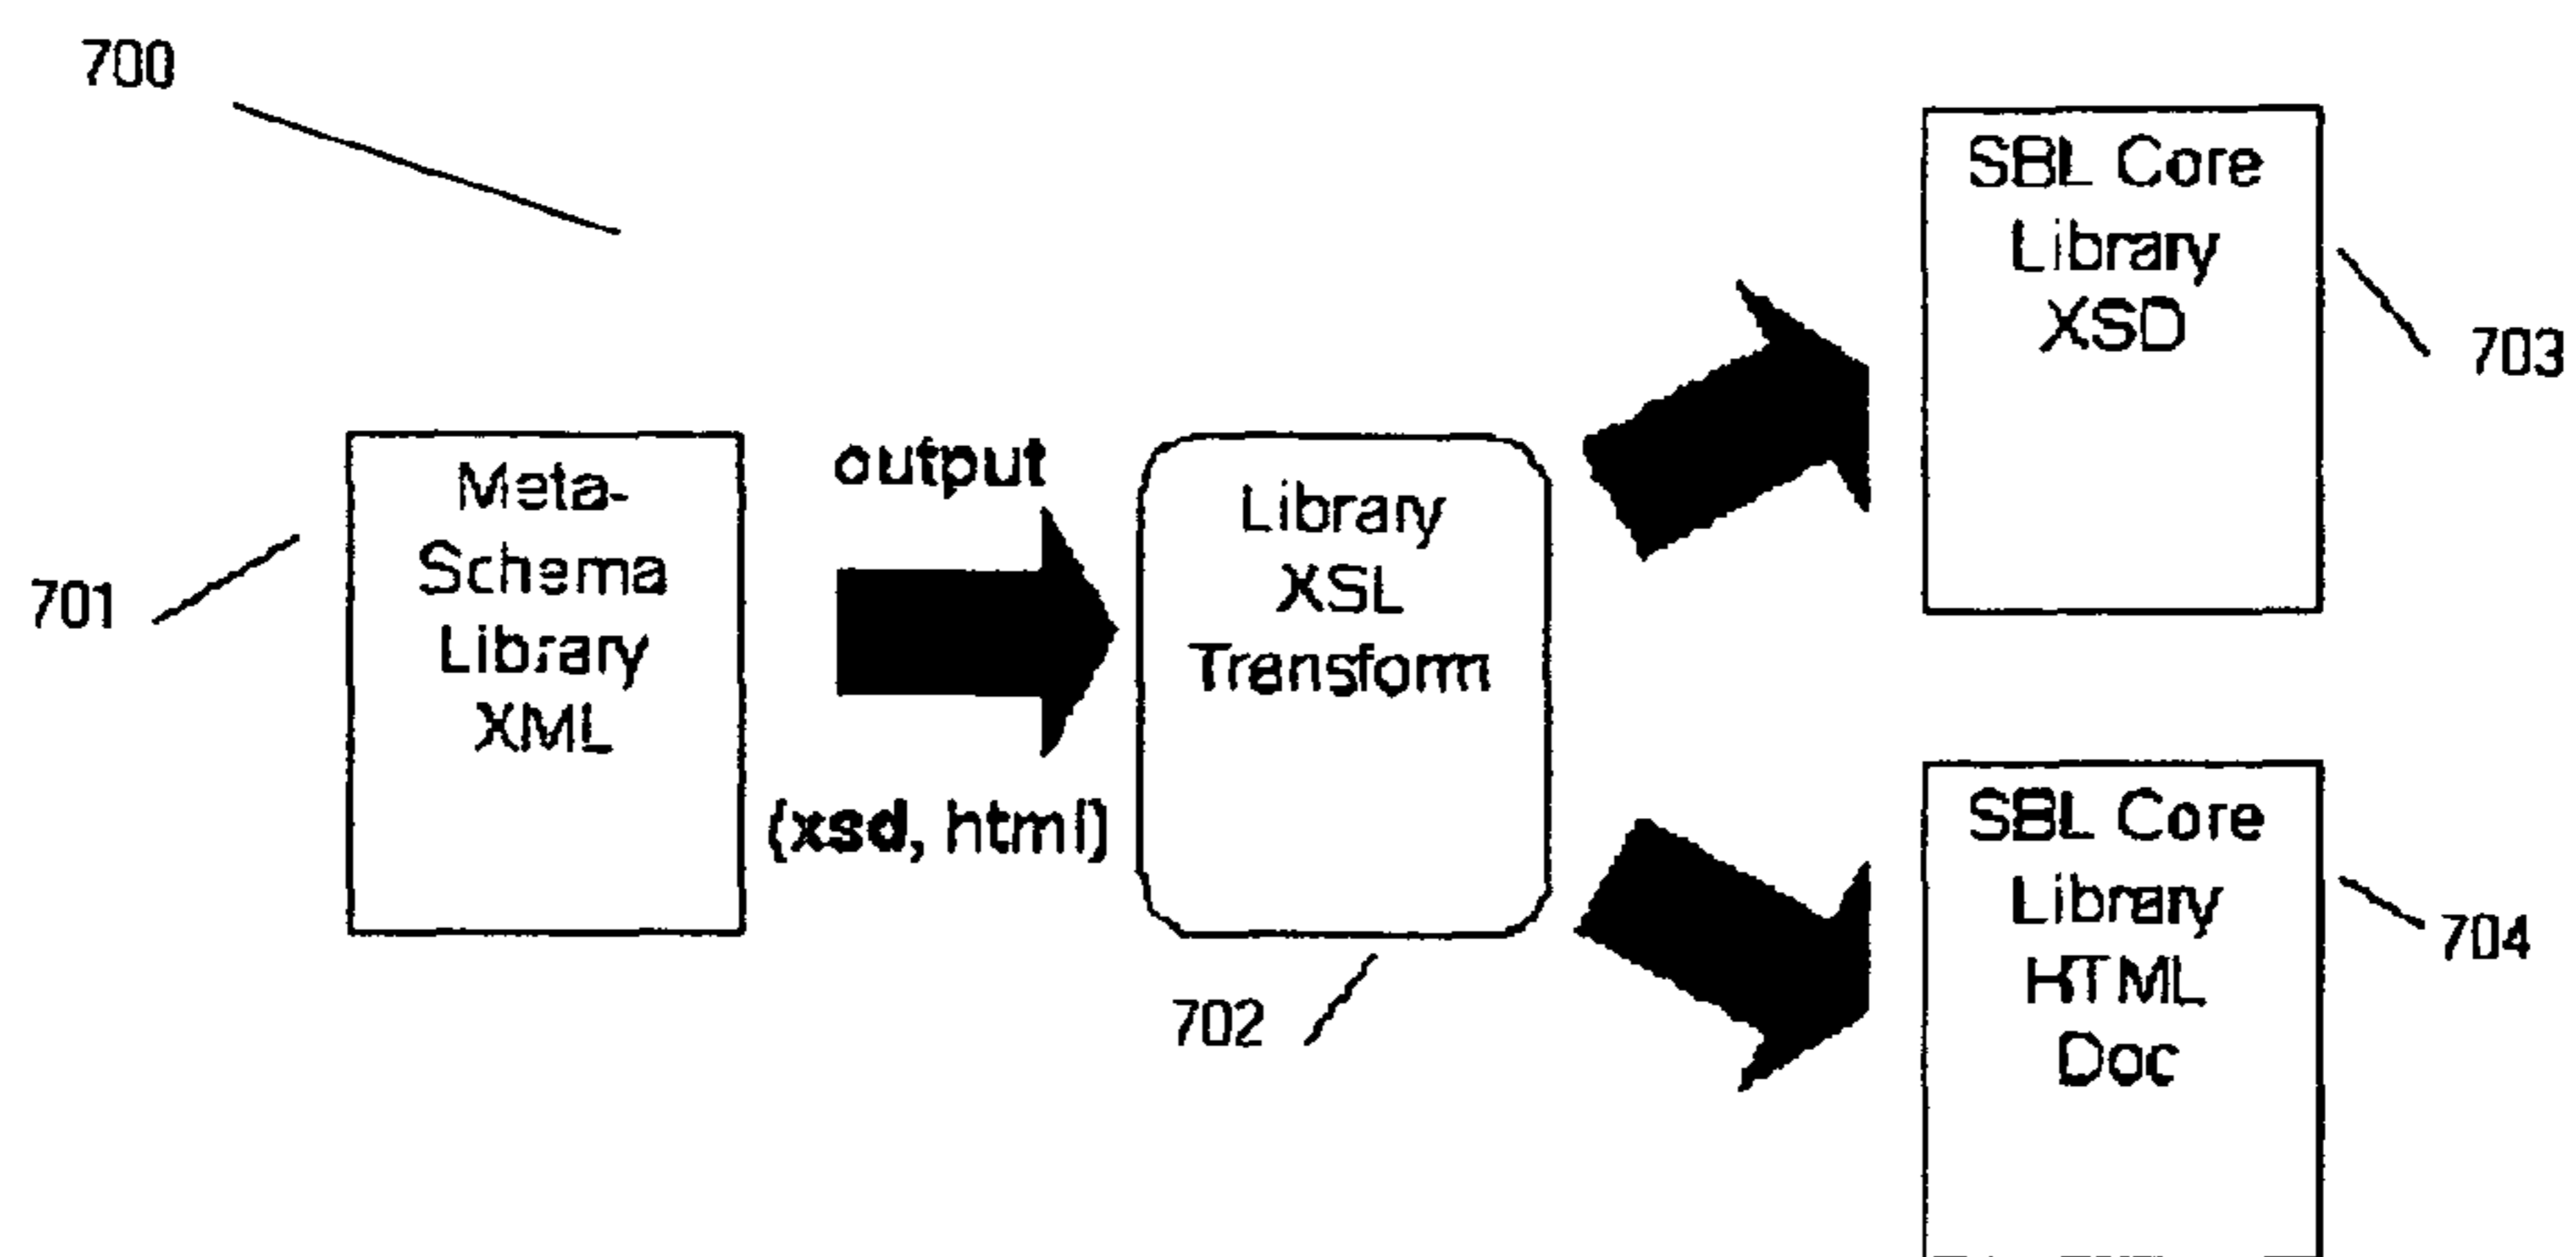 700
SBL Core
Library
XSD
703
Meta-
Schema
Library
XML
701
output
(xsd, html)
Library
XSL
Transform
702
SBL Core
Library
HTML
Doc
704